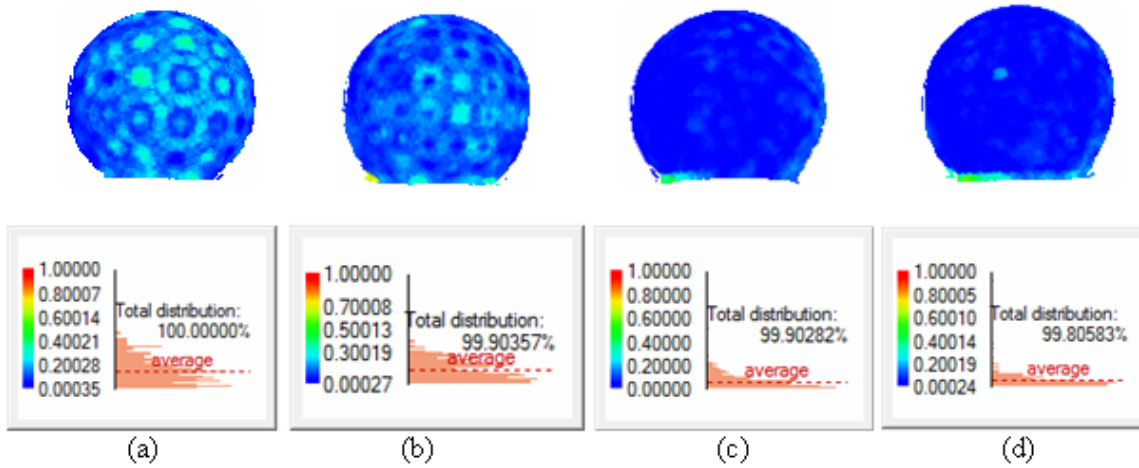 1.00000
0.80007
0.60014
0.40021
0.20028
0.00035
Total distribution:
100.00000%
average
1.00000
0.70008
0.50013
0.30019
0.00027
Total distribution:
99.90357%
average
1.00000
0.80000
0.60000
0.40000
0.20000
0.00000
Total distribution:
99.90282%
average
1.00000
0.80005
0.60014
0.40014
0.20019
0.00024
Total distribution:
99.80583%
average
(a)
(b)
(c)
(d)